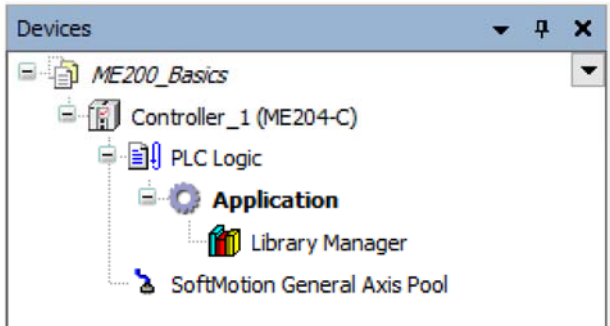 Devices
ME200_Basics
Controller_1 (ME204-C)
PLC Logic
Application
Library Manager
SoftMotion General Axis Pool